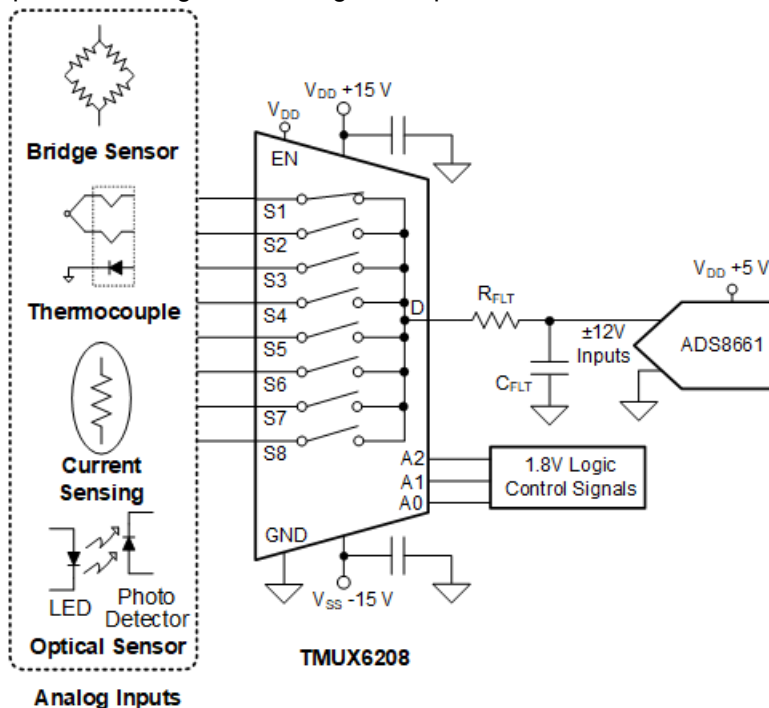 Bridge Sensor
Thermocouple
Current
Sensing
LED
Photo
Detector
Optical Sensor
Analog Inputs
VDD
VDD +15 V
EN
S1
S2
S3
S4
S5
S6
S7
S8
D
A2
A1
A0
GND
VSS -15 V
TMUX6208
RFLT
CFLT
±12V
Inputs
VDD +5 V
ADS8661
1.8V Logic
Control Signals